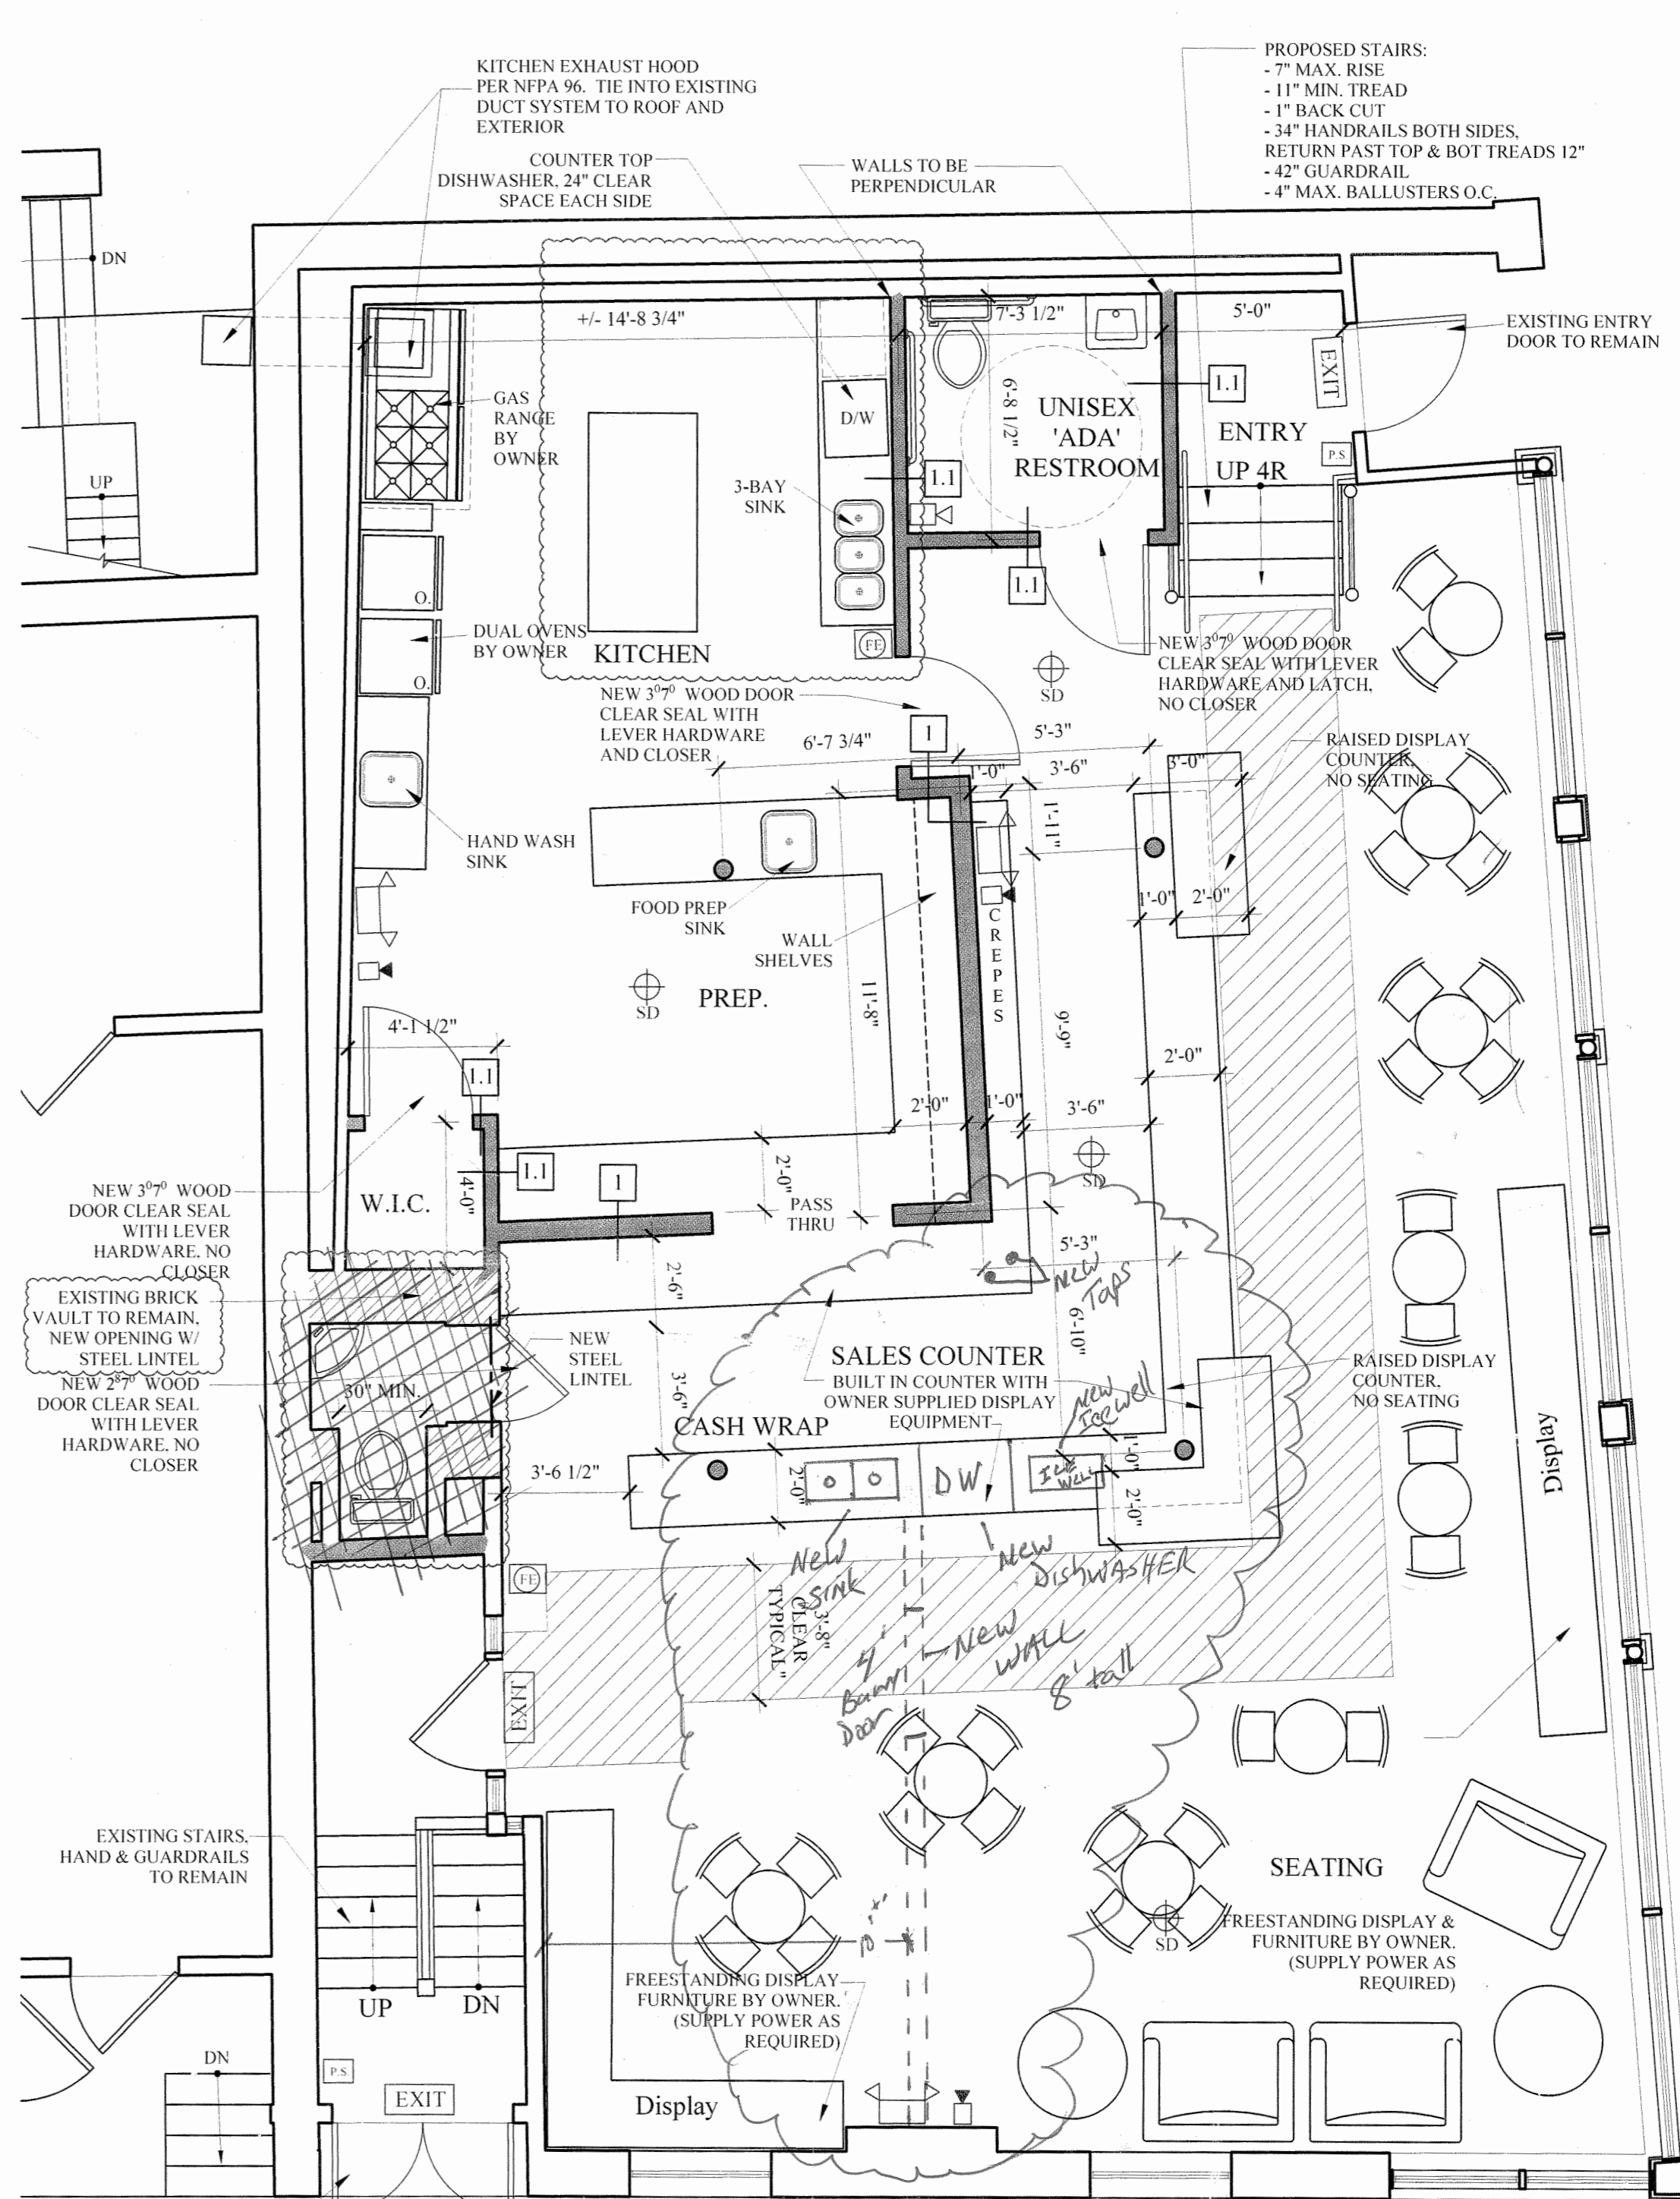 KITCHEN EXHAUST HOOD
PER NFPA 96. TIE INTO EXISTING
DUCT SYSTEM TO ROOF AND
EXTERIOR
COUNTER TOP
DISHWASHER, 24" CLEAR
SPACE EACH SIDE
WALLS TO BE
PERPENDICULAR
PROPOSED STAIRS:
- 7" MAX. RISE
- 11" MIN. TREAD
- 1" BACK CUT
- 34" HANDRAILS BOTH SIDES,
RETURN PAST TOP & BOT TREADS 12"
- 42" GUARDRAIL
- 4" MAX. BALLUSTERS O.C.
DN
UP
+/- 14'-8 3/4"
7'-3 1/2"
5'-0"
EXISTING ENTRY
DOOR TO REMAIN
EXIT
GAS
RANGE
BY
OWNER
D/W
6'-8 1/2"
1.1
UNISEX
'ADA'
RESTROOM
ENTRY
UP 4R
P.S
3-BAY
SINK
1.1
1.1
O.
O.
FE
DUAL OVENS
BY OWNER
KITCHEN
NEW 3⁰7⁰ WOOD DOOR
CLEAR SEAL WITH
LEVER HARDWARE
AND CLOSER
SD
NEW 3⁰7⁰ WOOD DOOR
CLEAR SEAL WITH LEVER
HARDWARE AND LATCH,
NO CLOSER
1
6'-7 3/4"
5'-3"
1'-0"
3'-6"
3'-0"
RAISED DISPLAY
COUNTER,
NO SEATING
1'-11"
HAND WASH
SINK
FOOD PREP
SINK
WALL
SHELVES
CREPES
1'-0"
2'-0"
SD
PREP.
11'-8"
9'-9"
4'-1 1/2"
2'-0"
1.1
2'-0"
1'-0"
3'-6"
SD
1.1
1
4'-0"
2'-0"
PASS
THRU
W.I.C.
NEW 3⁰7⁰ WOOD
DOOR CLEAR SEAL
WITH LEVER
HARDWARE, NO
CLOSER
EXISTING BRICK
VAULT TO REMAIN,
NEW OPENING W/
STEEL LINTEL
NEW 2⁸7⁰ WOOD
DOOR CLEAR SEAL
WITH LEVER
HARDWARE, NO
CLOSER
30" MIN.
NEW
STEEL
LINTEL
2'-6"
3'-6"
5'-3"
New
Taps
6'-10"
SALES COUNTER
BUILT IN COUNTER WITH
OWNER SUPPLIED DISPLAY
EQUIPMENT
New
Ice well
RAISED DISPLAY
COUNTER,
NO SEATING
CASH WRAP
3'-6 1/2"
2'-0"
DW
ICE
WELL
1'-0"
2'-0"
New
SINK
New
DISHWASHER
FE
3'-8"
CLEAR
TYPICAL"
4'
Barn
Door
New
WALL
8' tall
EXIT
Display
EXISTING STAIRS,
HAND & GUARDRAILS
TO REMAIN
SEATING
SD
FREESTANDING DISPLAY &
FURNITURE BY OWNER.
(SUPPLY POWER AS
REQUIRED)
FREESTANDING DISPLAY
FURNITURE BY OWNER.
(SUPPLY POWER AS
REQUIRED)
UP
DN
DN
P.S
EXIT
Display